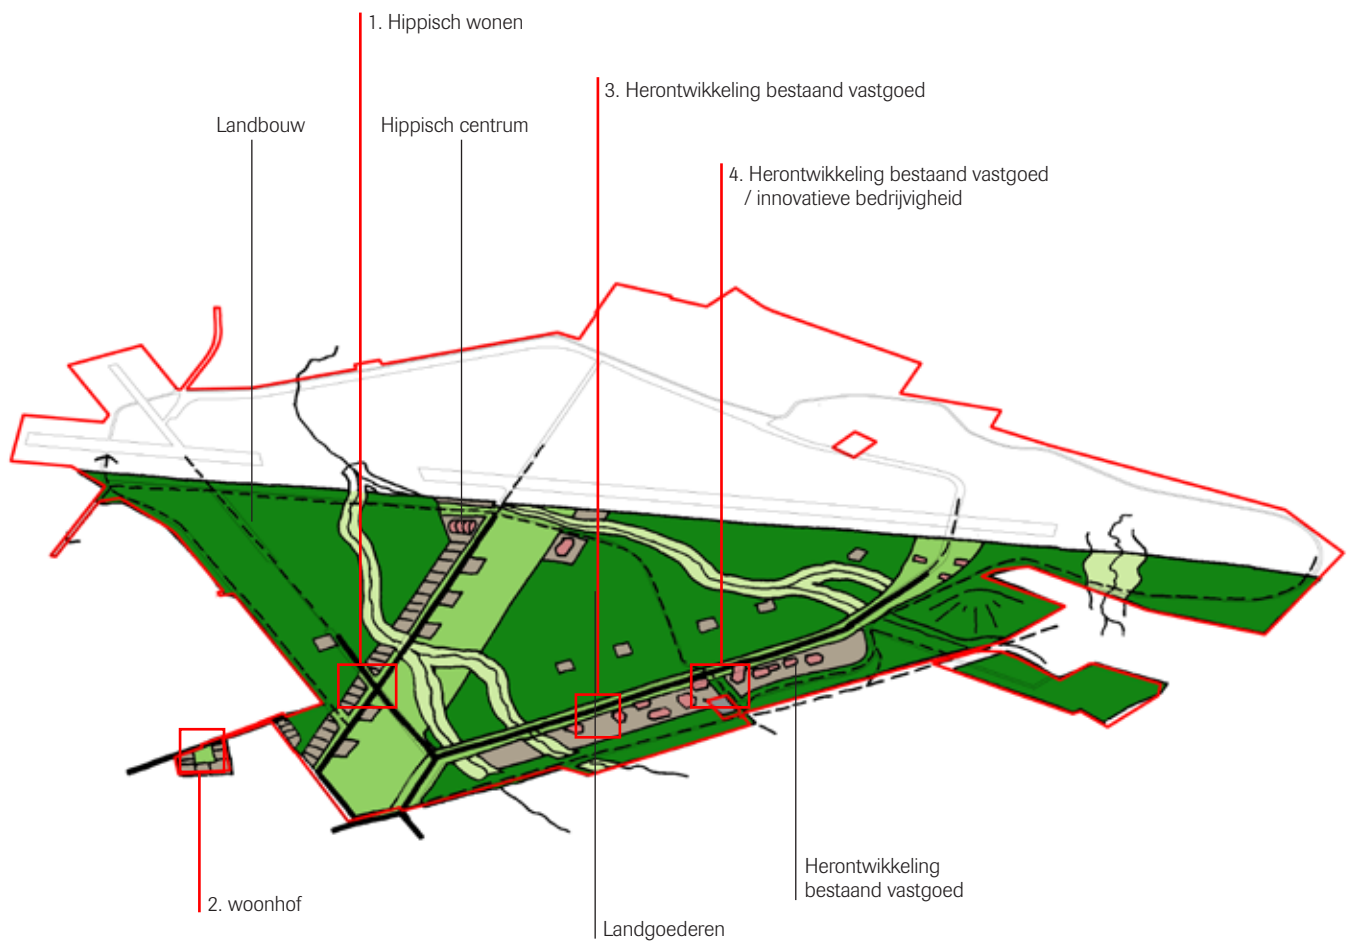 1. Hippisch wonen
3. Herontwikkeling bestaand vastgoed
Landbouw
Hippisch centrum
4. Herontwikkeling bestaand vastgoed
/ innovatieve bedrijvigheid
Herontwikkeling
bestaand vastgoed
2. woonhof
Landgoederen